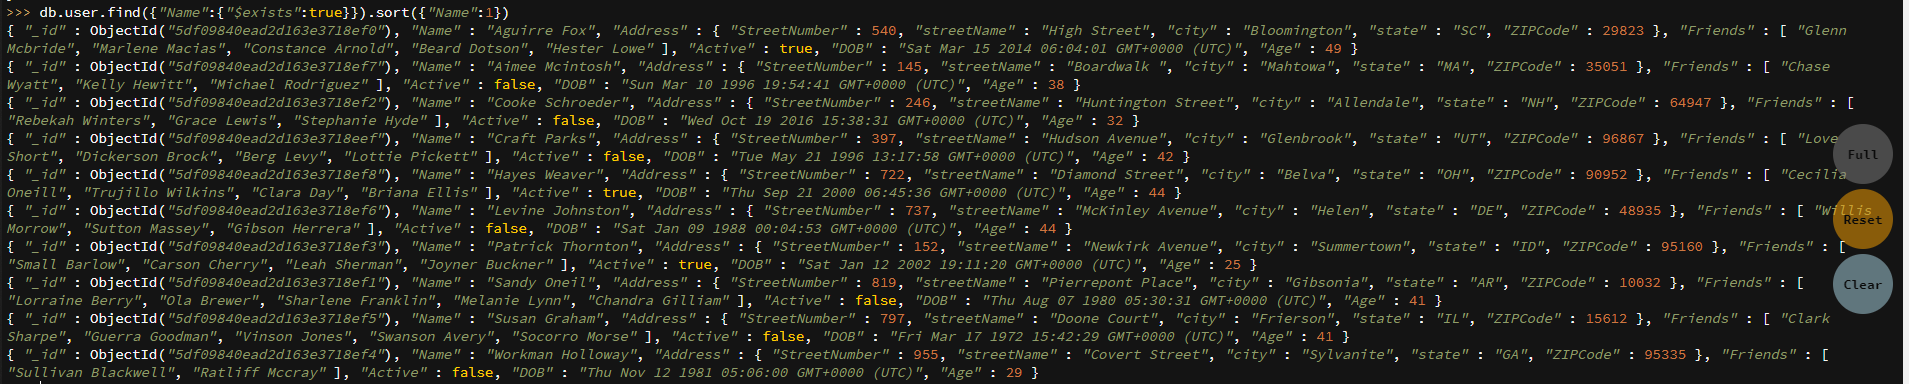 >>> db.user.find({"Name":{"$exists":true}}).sort({"Name":1})
{ "_id" : ObjectId("5df09840ead2d163e3718ef0"), "Name" : "Aguirre Fox", "Address" : { "StreetNumber" : 540, "streetName" : "High Street", "city" : "Bloomington", "state" : "SC", "ZIPCode" : 29823 }, "Friends" : [ "Glenn
Mcbride", "Marlene Macias", "Constance Arnold", "Beard Dotson", "Hester Lowe" ], "Active" : true, "DOB" : "Sat Mar 15 2014 06:04:01 GMT+0000 (UTC)", "Age" : 49 }
{ "_id" : ObjectId("5df09840ead2d163e3718ef7"), "Name" : "Aimee Mcintosh", "Address" : { "StreetNumber" : 145, "streetName" : "Boardwalk ", "city" : "Mahtowa", "state" : "MA", "ZIPCode" : 35051 }, "Friends" : [ "Chase
Wyatt", "Kelly Hewitt", "Michael Rodriguez" ], "Active" : false, "DOB" : "Sun Mar 10 1996 19:54:41 GMT+0000 (UTC)", "Age" : 38 }
{ "_id" : ObjectId("5df09840ead2d163e3718ef2"), "Name" : "Cooke Schroeder", "Address" : { "StreetNumber" : 246, "streetName" : "Huntington Street", "city" : "Allendale", "state" : "NH", "ZIPCode" : 64947 }, "Friends" : [
"Rebekah Winters", "Grace Lewis", "Stephanie Hyde" ], "Active" : false, "DOB" : "Wed Oct 19 2016 15:38:31 GMT+0000 (UTC)", "Age" : 32 }
{ "_id" : ObjectId("5df09840ead2d163e3718eef"), "Name" : "Craft Parks", "Address" : { "StreetNumber" : 397, "streetName" : "Hudson Avenue", "city" : "Glenbrook", "state" : "UT", "ZIPCode" : 96867 }, "Friends" : [ "Love
Short", "Dickerson Brock", "Berg Levy", "Lottie Pickett" ], "Active" : false, "DOB" : "Tue May 21 1996 13:17:58 GMT+0000 (UTC)", "Age" : 42 }
Full
{ "_id" : ObjectId("5df09840ead2d163e3718ef8"), "Name" : "Hayes Weaver", "Address" : { "StreetNumber" : 722, "streetName" : "Diamond Street", "city" : "Belva", "state" : "OH", "ZIPCode" : 90952 }, "Friends" : [ "Cecilia
Oneill", "Trujillo Wilkins", "Clara Day", "Briana Ellis" ], "Active" : true, "DOB" : "Thu Sep 21 2000 06:45:36 GMT+0000 (UTC)", "Age" : 44 }
{ "_id" : ObjectId("5df09840ead2d163e3718ef6"), "Name" : "Levine Johnston", "Address" : { "StreetNumber" : 737, "streetName" : "McKinley Avenue", "city" : "Helen", "state" : "DE", "ZIPCode" : 48935 }, "Friends" : [ "Willis
Reset
Morrow", "Sutton Massey", "Gibson Herrera" ], "Active" : false, "DOB" : "Sat Jan 09 1988 00:04:53 GMT+0000 (UTC)", "Age" : 44 }
{ "_id" : ObjectId("5df09840ead2d163e3718ef3"), "Name" : "Patrick Thornton", "Address" : { "StreetNumber" : 152, "streetName" : "Newkirk Avenue", "city" : "Summertown", "state" : "ID", "ZIPCode" : 95160 }, "Friends" : [
"Small Barlow", "Carson Cherry", "Leah Sherman", "Joyner Buckner" ], "Active" : true, "DOB" : "Sat Jan 12 2002 19:11:20 GMT+0000 (UTC)", "Age" : 25 }
{ "_id" : ObjectId("5df09840ead2d163e3718ef1"), "Name" : "Sandy Oneil", "Address" : { "StreetNumber" : 819, "streetName" : "Pierrepont Place", "city" : "Gibsonia", "state" : "AR", "ZIPCode" : 10032 }, "Friends" : [
Clear
"Lorraine Berry", "Ola Brewer", "Sharlene Franklin", "Melanie Lynn", "Chandra Gilliam" ], "Active" : false, "DOB" : "Thu Aug 07 1980 05:30:31 GMT+0000 (UTC)", "Age" : 41 }
{ "_id" : ObjectId("5df09840ead2d163e3718ef5"), "Name" : "Susan Graham", "Address" : { "StreetNumber" : 797, "streetName" : "Doone Court", "city" : "Frierson", "state" : "IL", "ZIPCode" : 15612 }, "Friends" : [ "Clark
Sharpe", "Guerra Goodman", "Vinson Jones", "Swanson Avery", "Socorro Morse" ], "Active" : false, "DOB" : "Fri Mar 17 1972 15:42:29 GMT+0000 (UTC)", "Age" : 41 }
{ "_id" : ObjectId("5df09840ead2d163e3718ef4"), "Name" : "Workman Holloway", "Address" : { "StreetNumber" : 955, "streetName" : "Covert Street", "city" : "Sylvanite", "state" : "GA", "ZIPCode" : 95335 }, "Friends" : [
"Sullivan Blackwell", "Ratliff Mccray" ], "Active" : false, "DOB" : "Thu Nov 12 1981 05:06:00 GMT+0000 (UTC)", "Age" : 29 }